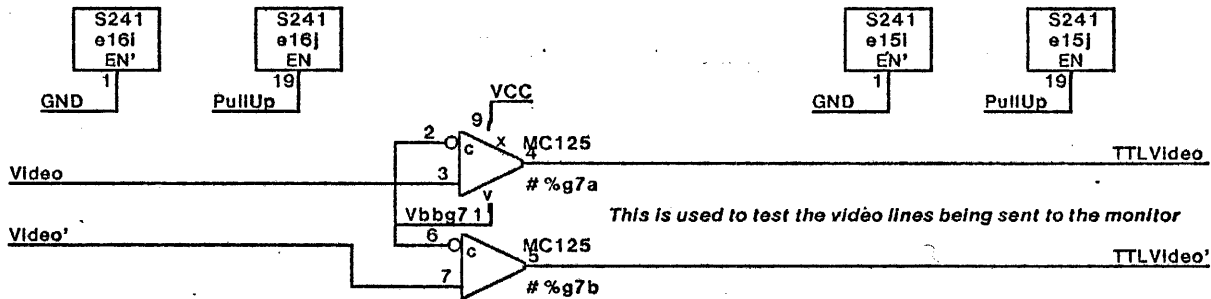 S241
e16i
EN'
1
GND
S241
e16j
EN
19
PullUp
S241
e15i
EN'
1
GND
S241
e15j
EN
19
PullUp
VCC
9
2
c
x
MC125
4
TTLVideo
Video
3
# %g7a
v
Vbbg7 1
This is used to test the video lines being sent to the monitor
Video'
6
c
MC125
5
TTLVideo'
7
# %g7b